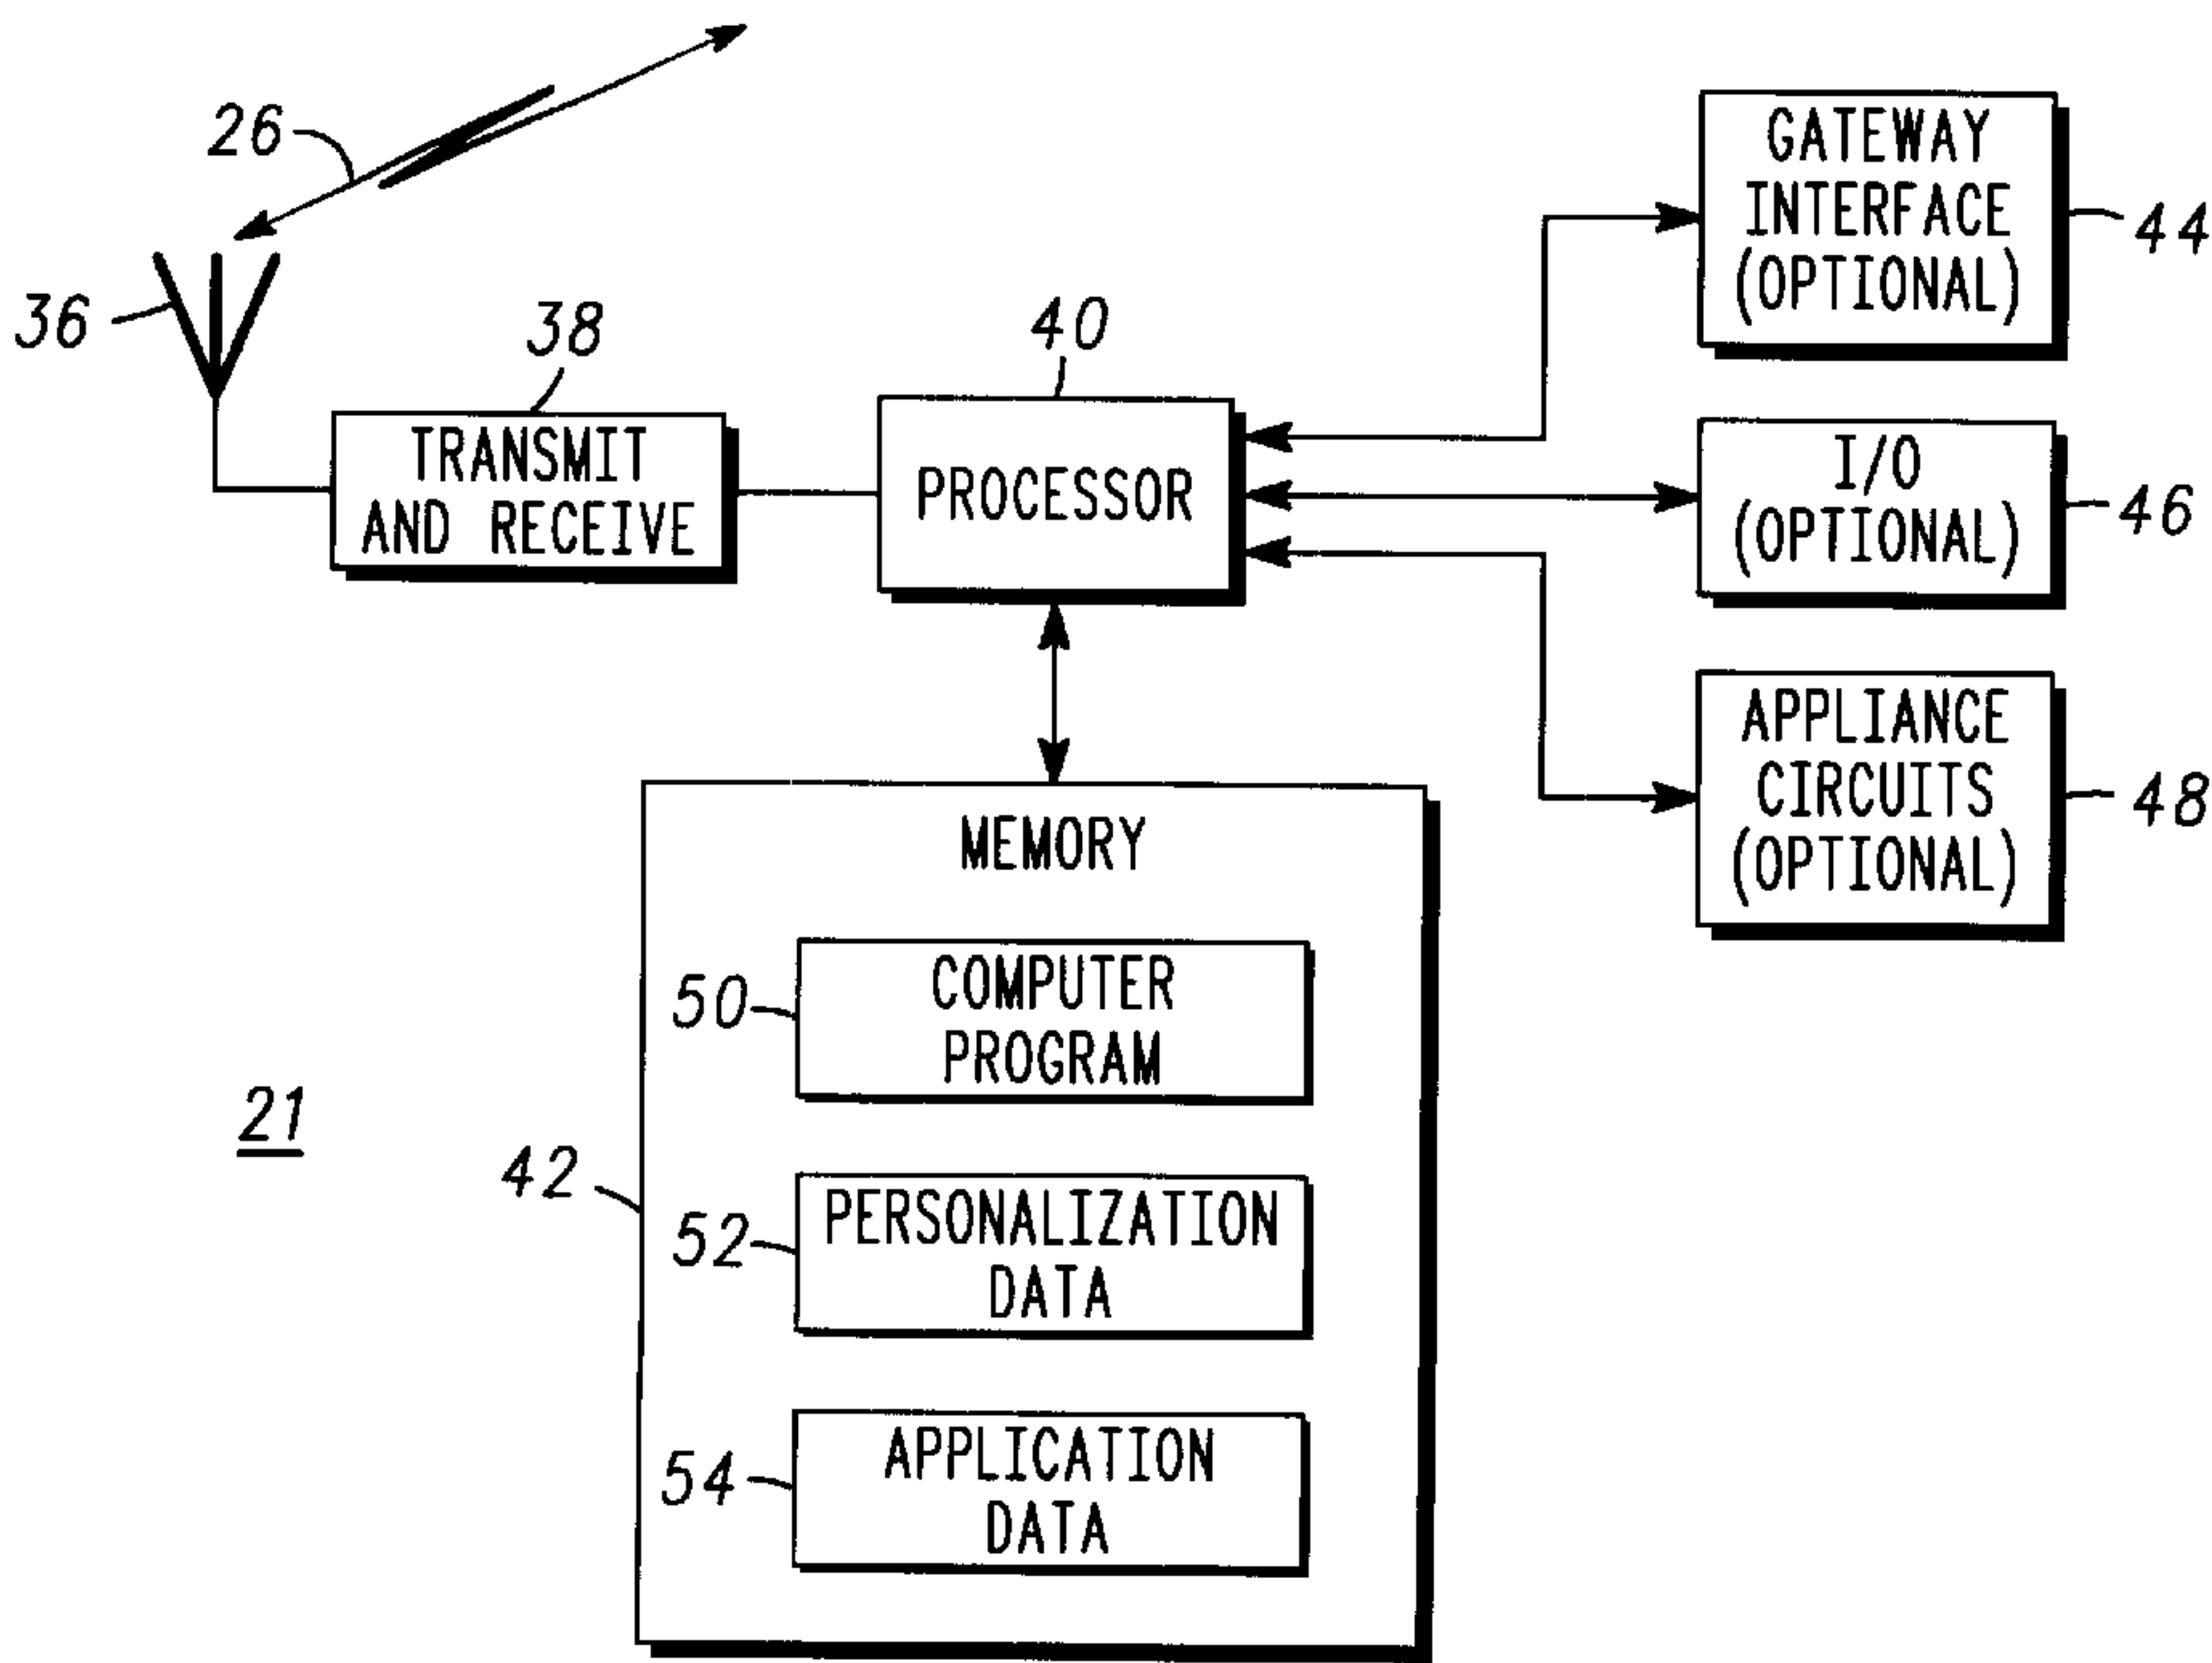 26
36
38
TRANSMIT
AND RECEIVE
40
PROCESSOR
GATEWAY
INTERFACE
(OPTIONAL)
44
I/O
(OPTIONAL)
46
APPLIANCE
CIRCUITS
(OPTIONAL)
48
MEMORY
50
COMPUTER
PROGRAM
21
42
52
PERSONALIZATION
DATA
54
APPLICATION
DATA